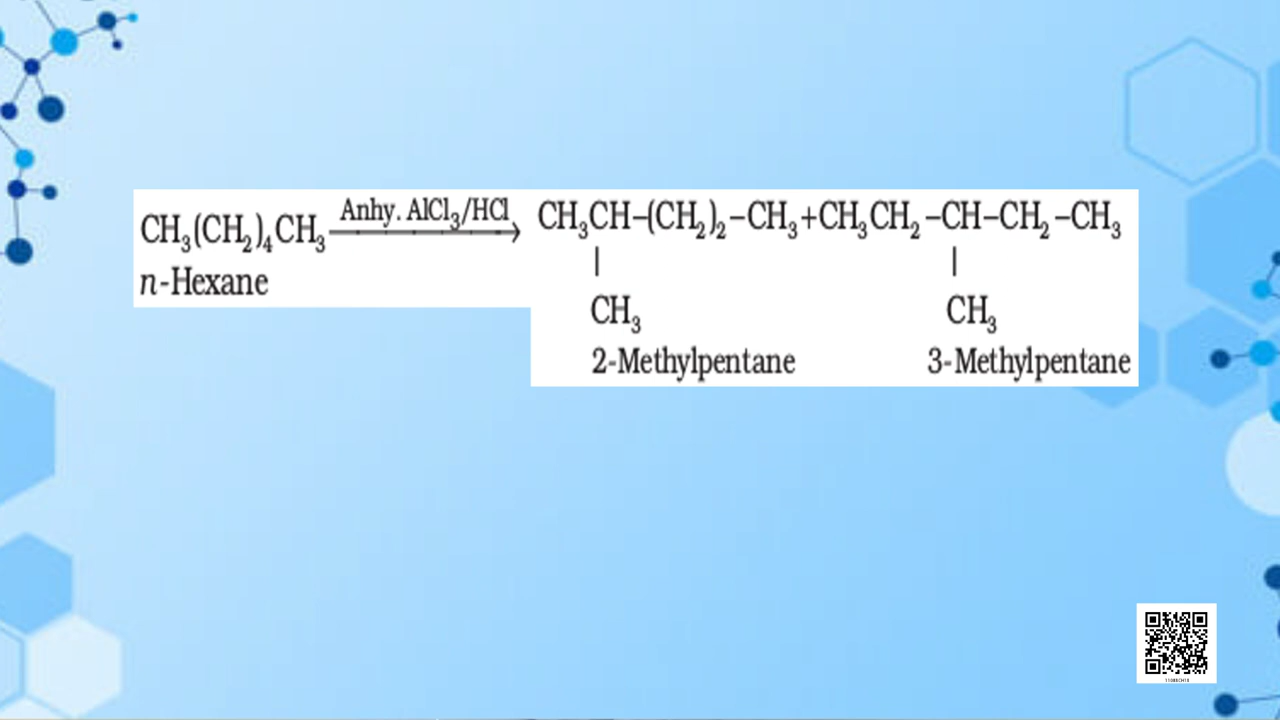 CH₃(CH₂)₄CH₃ Anhy. AlCl₃/HCl CH₃CH–(CH₂)₂–CH₃+CH₃CH₂–CH–CH₂–CH₃
| |
n-Hexane CH₃ CH₃
2-Methylpentane 3-Methylpentane